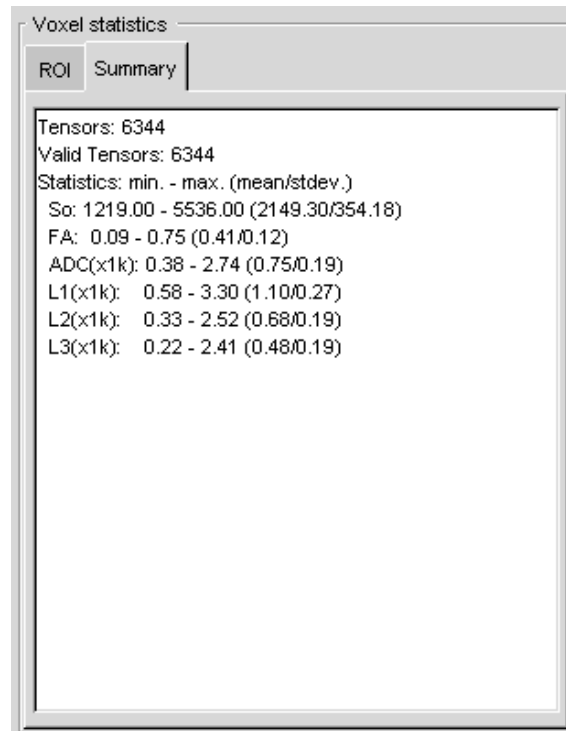 Voxel statistics
ROI Summary
Tensors: 6344
Valid Tensors: 6344
Statistics: min. - max. (mean/stdev.)
So: 1219.00 - 5536.00 (2149.30/354.18)
FA: 0.09 - 0.75 (0.41/0.12)
ADC(x1k): 0.38 - 2.74 (0.75/0.19)
L1(x1k): 0.58 - 3.30 (1.10/0.27)
L2(x1k): 0.33 - 2.52 (0.68/0.19)
L3(x1k): 0.22 - 2.41 (0.48/0.19)